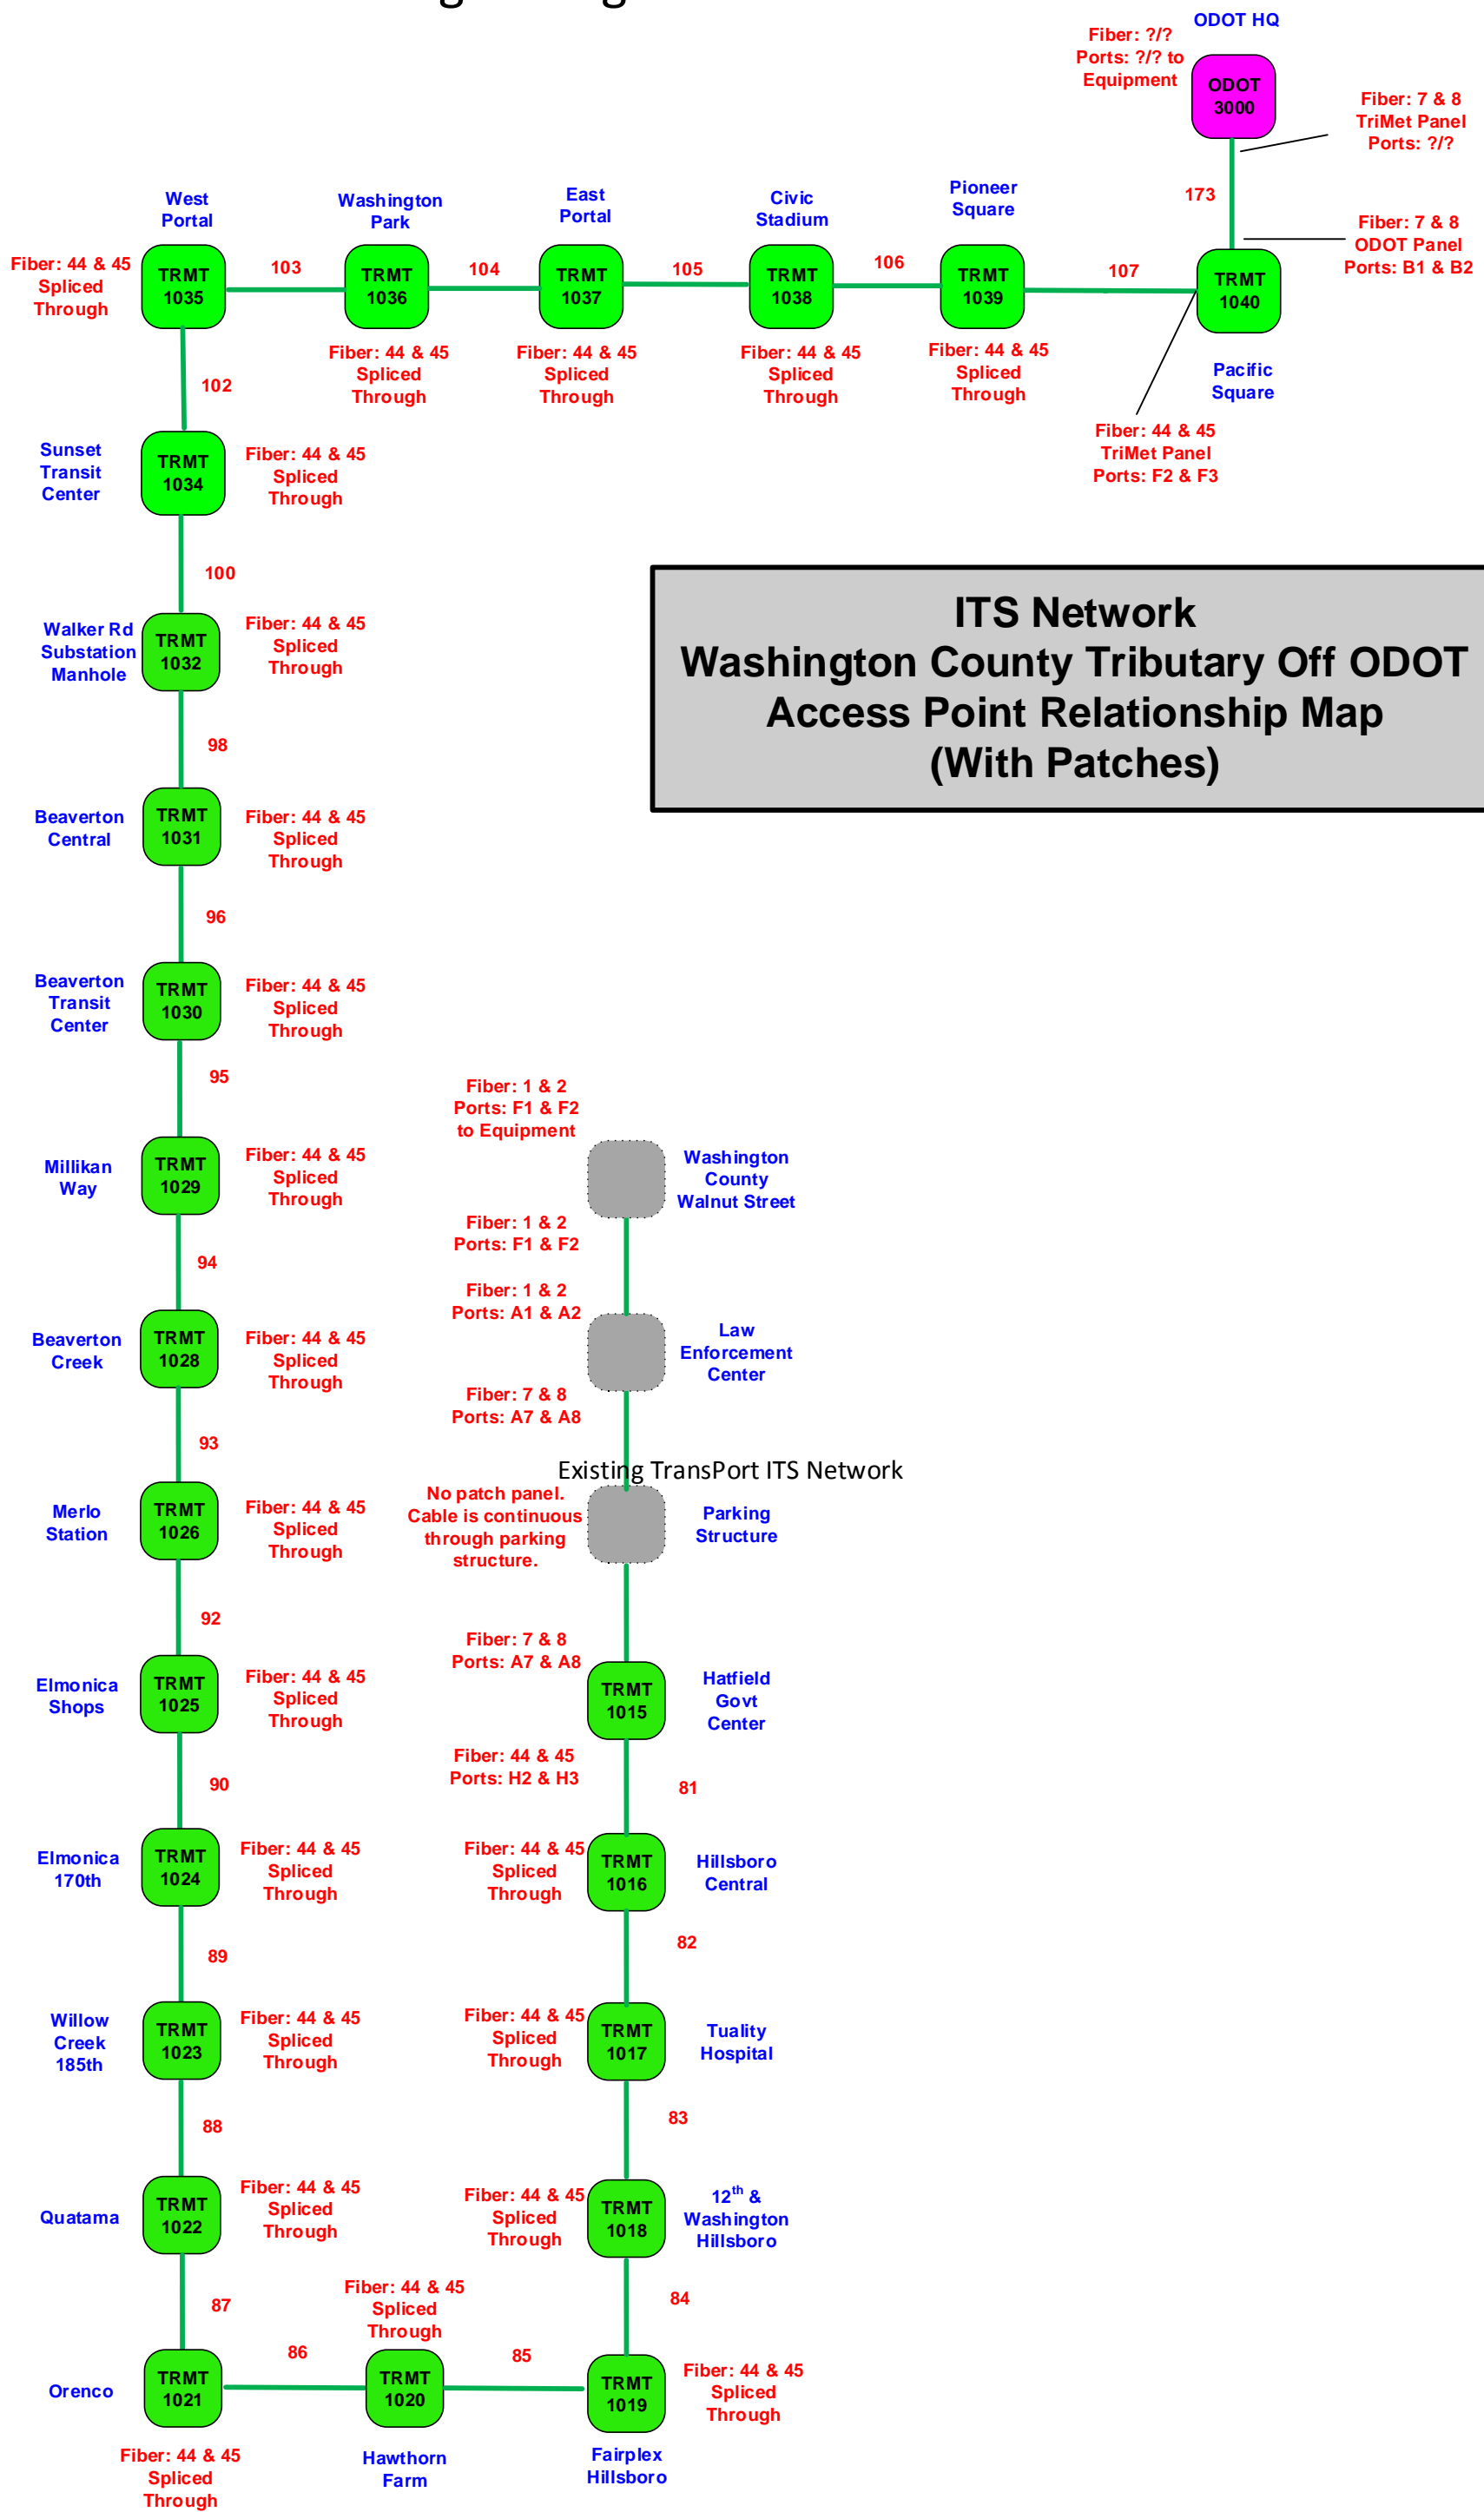 ODOT HQ
Fiber: ?/?
Ports: ?/? to
Equipment
ODOT
3000
Fiber: 7 & 8
TriMet Panel
Ports: ?/?
173
Fiber: 7 & 8
ODOT Panel
Ports: B1 & B2
West
Portal
Washington
Park
East
Portal
Civic
Stadium
Pioneer
Square
Fiber: 44 & 45
Spliced
Through
TRMT
1035
103
TRMT
1036
104
TRMT
1037
105
TRMT
1038
106
TRMT
1039
107
TRMT
1040
Fiber: 44 & 45
Spliced
Through
Fiber: 44 & 45
Spliced
Through
Fiber: 44 & 45
Spliced
Through
Fiber: 44 & 45
Spliced
Through
Pacific
Square
Fiber: 44 & 45
TriMet Panel
Ports: F2 & F3
102
Sunset
Transit
Center
TRMT
1034
Fiber: 44 & 45
Spliced
Through
100
ITS Network
Washington County Tributary Off ODOT
Access Point Relationship Map
(With Patches)
Walker Rd
Substation
Manhole
TRMT
1032
Fiber: 44 & 45
Spliced
Through
98
Beaverton
Central
TRMT
1031
Fiber: 44 & 45
Spliced
Through
96
Beaverton
Transit
Center
TRMT
1030
Fiber: 44 & 45
Spliced
Through
95
Millikan
Way
TRMT
1029
Fiber: 44 & 45
Spliced
Through
94
Beaverton
Creek
TRMT
1028
Fiber: 44 & 45
Spliced
Through
93
Merlo
Station
TRMT
1026
Fiber: 44 & 45
Spliced
Through
92
Elmonica
Shops
TRMT
1025
Fiber: 44 & 45
Spliced
Through
90
Elmonica
170th
TRMT
1024
Fiber: 44 & 45
Spliced
Through
89
Willow
Creek
185th
TRMT
1023
Fiber: 44 & 45
Spliced
Through
88
Quatama
TRMT
1022
Fiber: 44 & 45
Spliced
Through
87
Orenco
TRMT
1021
Fiber: 44 & 45
Spliced
Through
86
Fiber: 44 & 45
Spliced
Through
TRMT
1020
Hawthorn
Farm
85
Fiber: 1 & 2
Ports: F1 & F2
to Equipment
Washington
County
Walnut Street
Fiber: 1 & 2
Ports: F1 & F2
Fiber: 1 & 2
Ports: A1 & A2
Law
Enforcement
Center
Fiber: 7 & 8
Ports: A7 & A8
Existing TransPort ITS Network
No patch panel.
Cable is continuous
through parking
structure.
Parking
Structure
Fiber: 7 & 8
Ports: A7 & A8
TRMT
1015
Hatfield
Govt
Center
Fiber: 44 & 45
Ports: H2 & H3
81
Fiber: 44 & 45
Spliced
Through
TRMT
1016
Hillsboro
Central
82
Fiber: 44 & 45
Spliced
Through
TRMT
1017
Tuality
Hospital
83
Fiber: 44 & 45
Spliced
Through
TRMT
1018
12th &
Washington
Hillsboro
84
TRMT
1019
Fiber: 44 & 45
Spliced
Through
Fairplex
Hillsboro